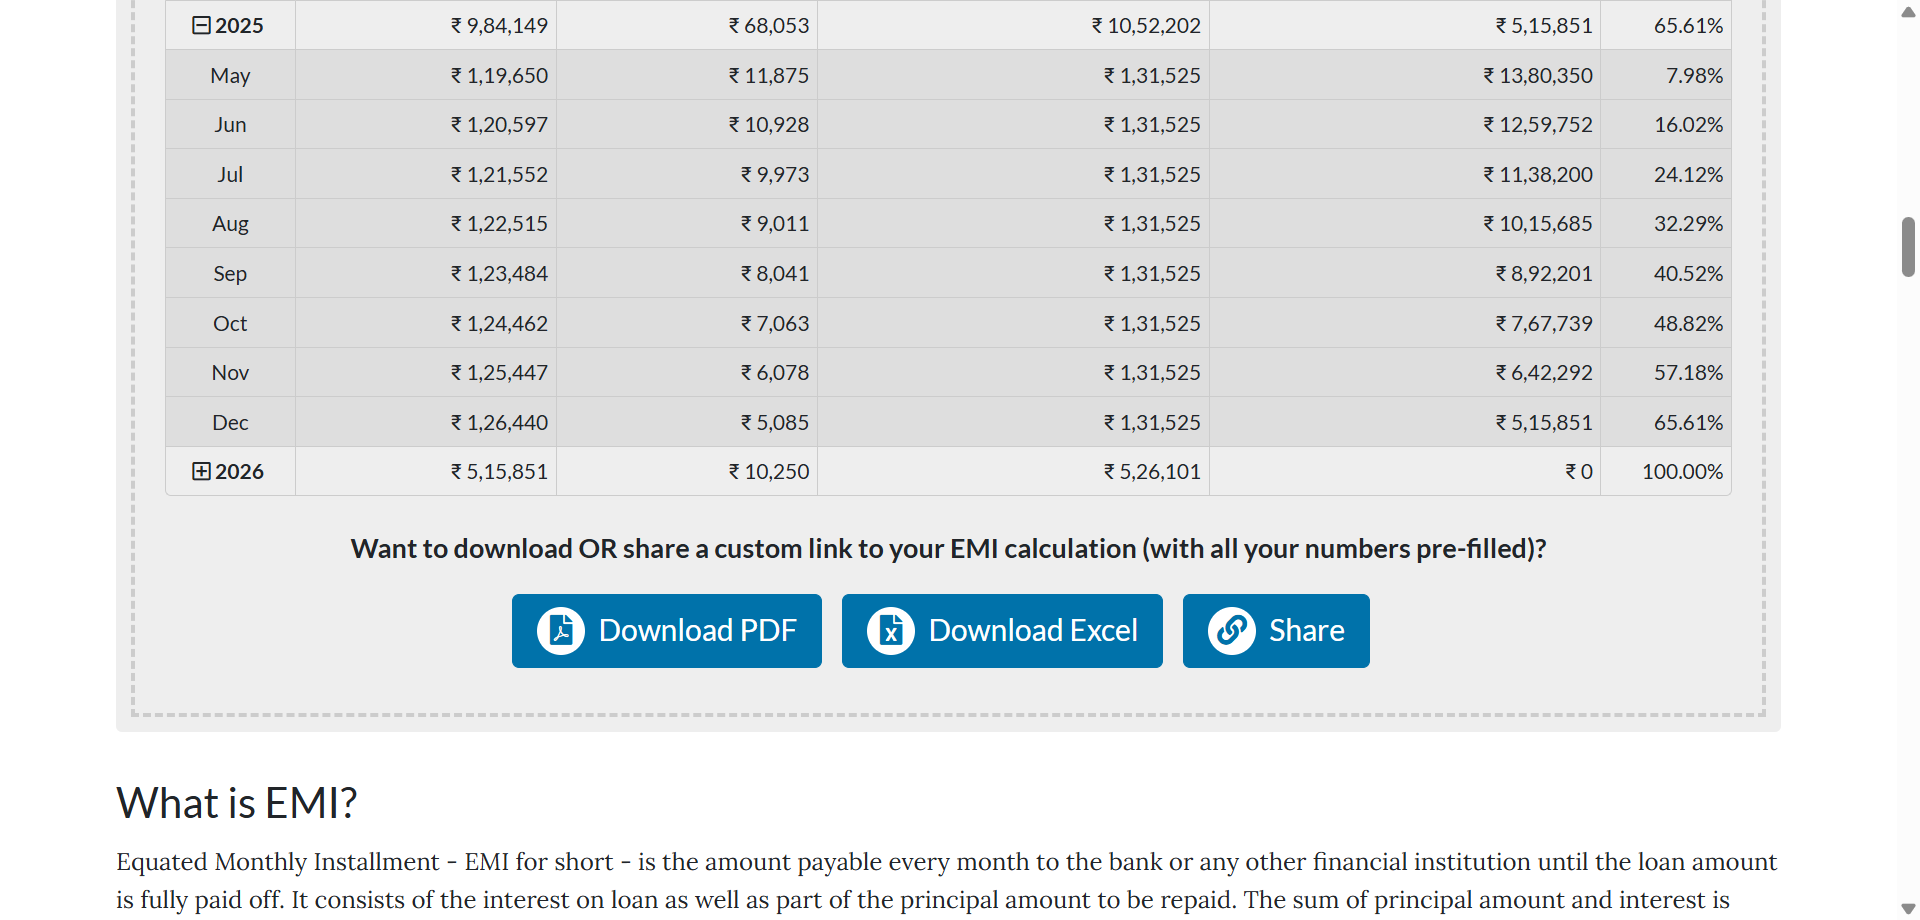 2025 ₹ 9,84,149 ₹ 68,053 ₹ 10,52,202 ₹ 5,15,851 65.61%
May ₹ 1,19,650 ₹ 11,875 ₹ 1,31,525 ₹ 13,80,350 7.98%
Jun ₹ 1,20,597 ₹ 10,928 ₹ 1,31,525 ₹ 12,59,752 16.02%
Jul ₹ 1,21,552 ₹ 9,973 ₹ 1,31,525 ₹ 11,38,200 24.12%
Aug ₹ 1,22,515 ₹ 9,011 ₹ 1,31,525 ₹ 10,15,685 32.29%
Sep ₹ 1,23,484 ₹ 8,041 ₹ 1,31,525 ₹ 8,92,201 40.52%
Oct ₹ 1,24,462 ₹ 7,063 ₹ 1,31,525 ₹ 7,67,739 48.82%
Nov ₹ 1,25,447 ₹ 6,078 ₹ 1,31,525 ₹ 6,42,292 57.18%
Dec ₹ 1,26,440 ₹ 5,085 ₹ 1,31,525 ₹ 5,15,851 65.61%
2026 ₹ 5,15,851 ₹ 10,250 ₹ 5,26,101 ₹ 0 100.00%
Want to download OR share a custom link to your EMI calculation (with all your numbers pre-filled)?
Download PDF Download Excel Share
What is EMI?
Equated Monthly Installment - EMI for short - is the amount payable every month to the bank or any other financial institution until the loan amount
is fully paid off. It consists of the interest on loan as well as part of the principal amount to be repaid. The sum of principal amount and interest is